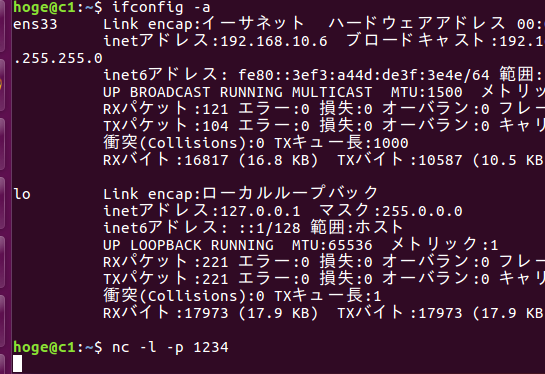 hoge@c1:~$ ifconfig -a
ens33 Link encap:イーサネット ハードウェアアドレス 00:
inetアドレス:192.168.10.6 ブロードキャスト:192.1
.255.255.0
inet6アドレス: fe80::3ef3:a44d:de3f:3e4e/64 範囲:
UP BROADCAST RUNNING MULTICAST MTU:1500 メトリッ
RXパケット:121 エラー:0 損失:0 オーバラン:0 フレー
TXパケット:104 エラー:0 損失:0 オーバラン:0 キャリ
衝突(Collisions):0 TXキュー長:1000
RXバイト:16817 (16.8 KB) TXバイト:10587 (10.5 KB
lo Link encap:ローカルループバック
inetアドレス:127.0.0.1 マスク:255.0.0.0
inet6アドレス: ::1/128 範囲:ホスト
UP LOOPBACK RUNNING MTU:65536 メトリック:1
RXパケット:221 エラー:0 損失:0 オーバラン:0 フレー
TXパケット:221 エラー:0 損失:0 オーバラン:0 キャリ
衝突(Collisions):0 TXキュー長:1
RXバイト:17973 (17.9 KB) TXバイト:17973 (17.9 KB
hoge@c1:~$ nc -l -p 1234